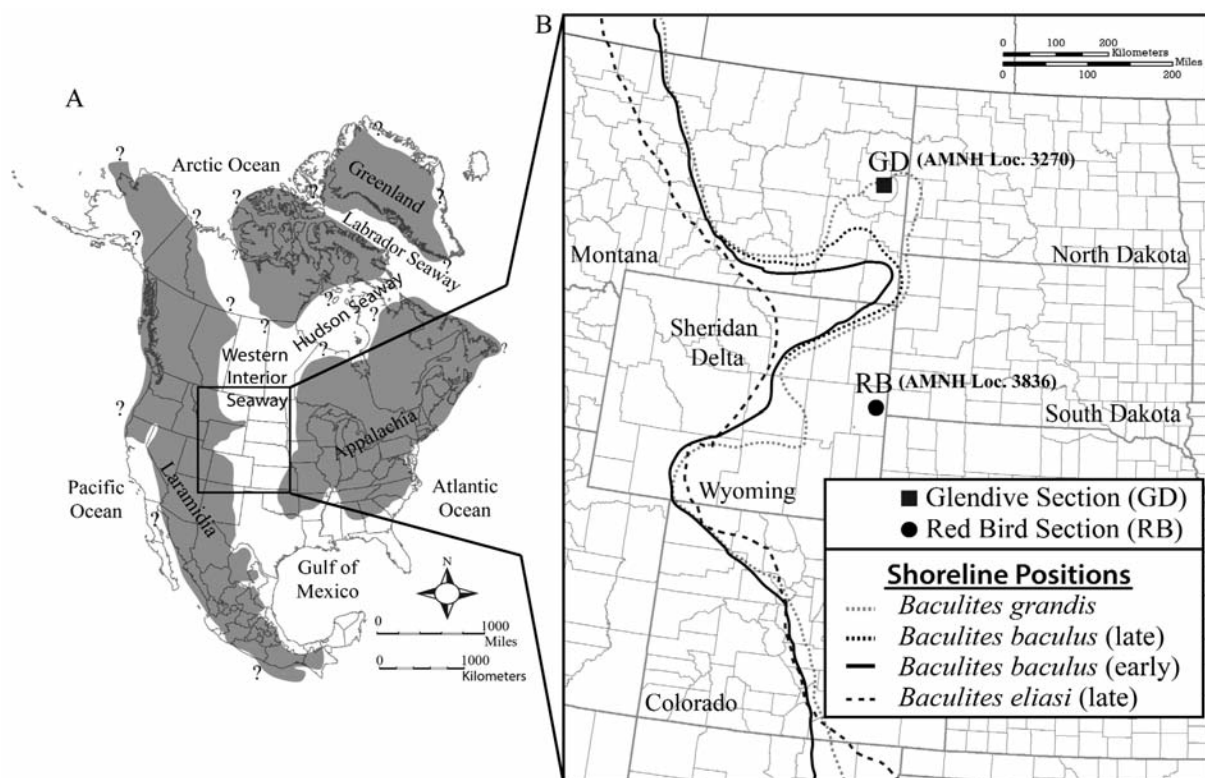 A
Arctic Ocean
Greenland
Labrador Seaway
Hudson Seaway
Western Interior
Seaway
Appalachia
Laramidia
Pacific
Ocean
Atlantic
Ocean
Gulf of
Mexico
N
0 1000
Miles
0 1000
Kilometers
? ? ? ? ? ? ? ? ? ? ? ? ? ? ? ? ? ?
B
0 100 200
Kilometers
Miles
0 100 200
GD (AMNH Loc. 3270)
Montana
North Dakota
Sheridan
Delta
RB (AMNH Loc. 3836)
South Dakota
Wyoming
Colorado
Glendive Section (GD)
Red Bird Section (RB)
Shoreline Positions
Baculites grandis
Baculites baculus (late)
Baculites baculus (early)
Baculites eliasi (late)